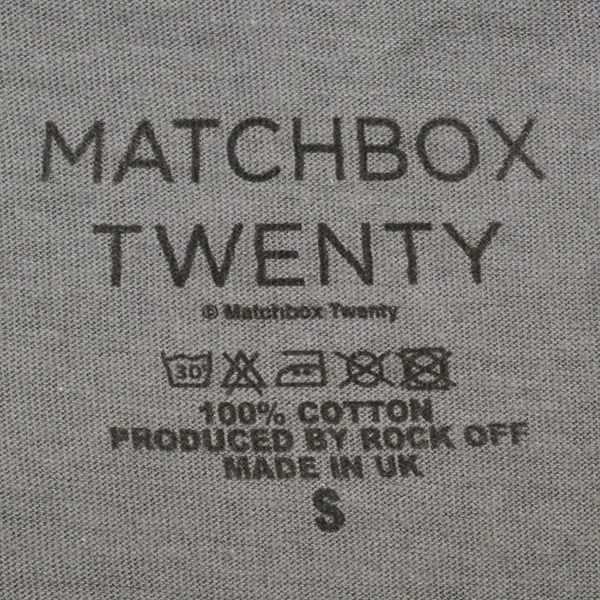 MATCHBOX
TWENTY
© Matchbox Twenty
30
100% COTTON
PRODUCED BY ROCK OFF
MADE IN UK
S